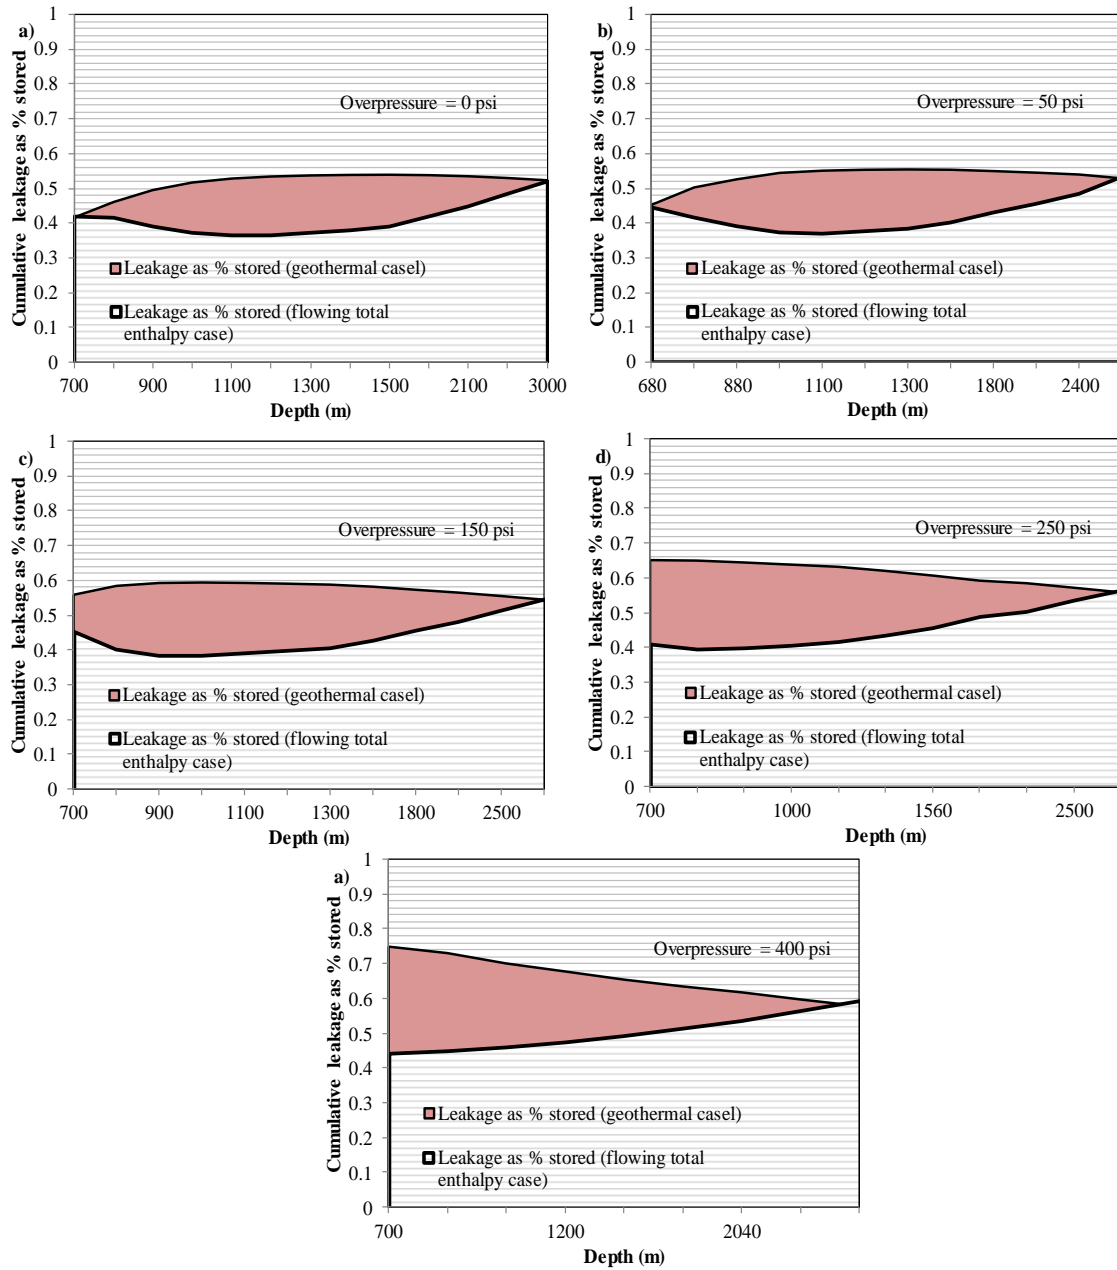 a)
Cumulative leakage as % stored
1
0.9
0.8
0.7
0.6
0.5
0.4
0.3
0.2
0.1
0
Overpressure = 0 psi
Leakage as % stored (geothermal casel)
Leakage as % stored (flowing total
enthalpy case)
700 900 1100 1300 1500 2100 3000
Depth (m)
b)
Cumulative leakage as % stored
1
0.9
0.8
0.7
0.6
0.5
0.4
0.3
0.2
0.1
0
Overpressure = 50 psi
Leakage as % stored (geothermal casel)
Leakage as % stored (flowing total
enthalpy case)
680 880 1100 1300 1800 2400
Depth (m)
c)
Cumulative leakage as % stored
1
0.9
0.8
0.7
0.6
0.5
0.4
0.3
0.2
0.1
0
Overpressure = 150 psi
Leakage as % stored (geothermal casel)
Leakage as % stored (flowing total
enthalpy case)
700 900 1100 1300 1800 2500
Depth (m)
d)
Cumulative leakage as % stored
1
0.9
0.8
0.7
0.6
0.5
0.4
0.3
0.2
0.1
0
Overpressure = 250 psi
Leakage as % stored (geothermal casel)
Leakage as % stored (flowing total
enthalpy case)
700 1000 1560 2500
Depth (m)
a)
Cumulative leakage as % stored
1
0.9
0.8
0.7
0.6
0.5
0.4
0.3
0.2
0.1
0
Overpressure = 400 psi
Leakage as % stored (geothermal casel)
Leakage as % stored (flowing total
enthalpy case)
700 1200 2040
Depth (m)